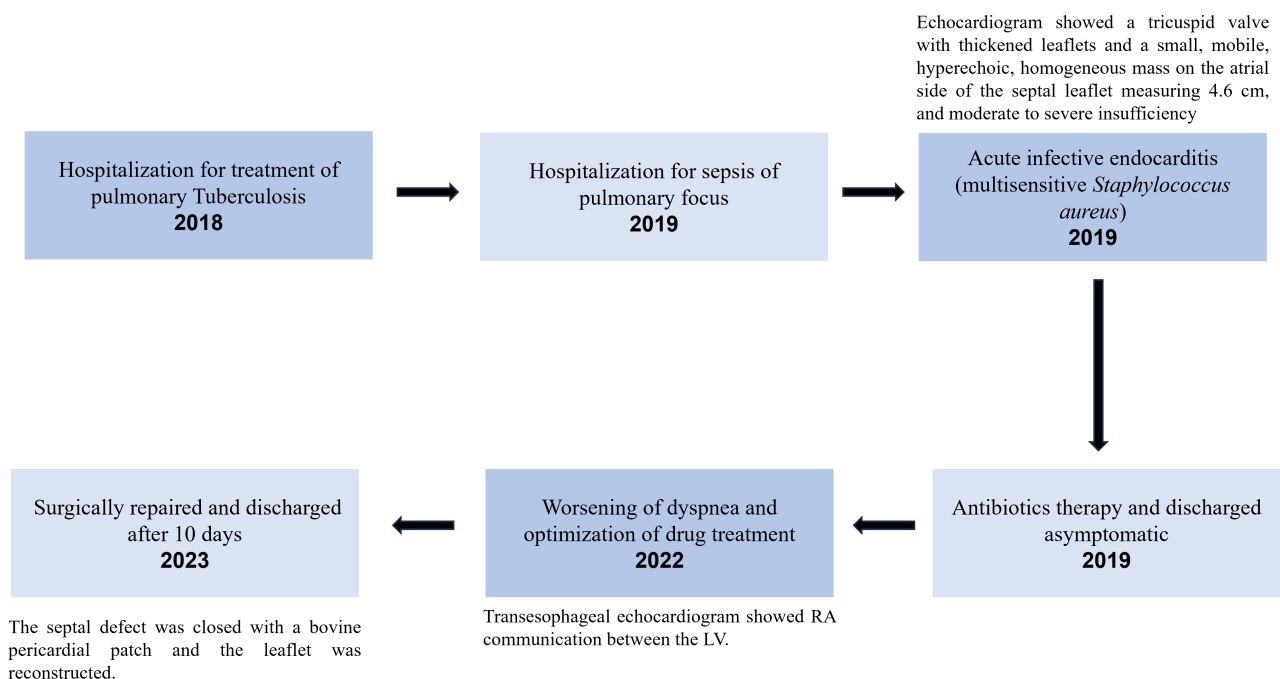 Echocardiogram showed a tricuspid valve
with thickened leaflets and a small, mobile,
hyperechoic, homogeneous mass on the atrial
side of the septal leaflet measuring 4.6 cm,
and moderate to severe insufficiency
Hospitalization for treatment of
pulmonary Tuberculosis
2018
Hospitalization for sepsis of
pulmonary focus
2019
Acute infective endocarditis
(multisensitive Staphylococcus
aureus)
2019
Antibiotics therapy and discharged
asymptomatic
2019
Worsening of dyspnea and
optimization of drug treatment
2022
Transesophageal echocardiogram showed RA
communication between the LV.
Surgically repaired and discharged
after 10 days
2023
The septal defect was closed with a bovine
pericardial patch and the leaflet was
reconstructed.